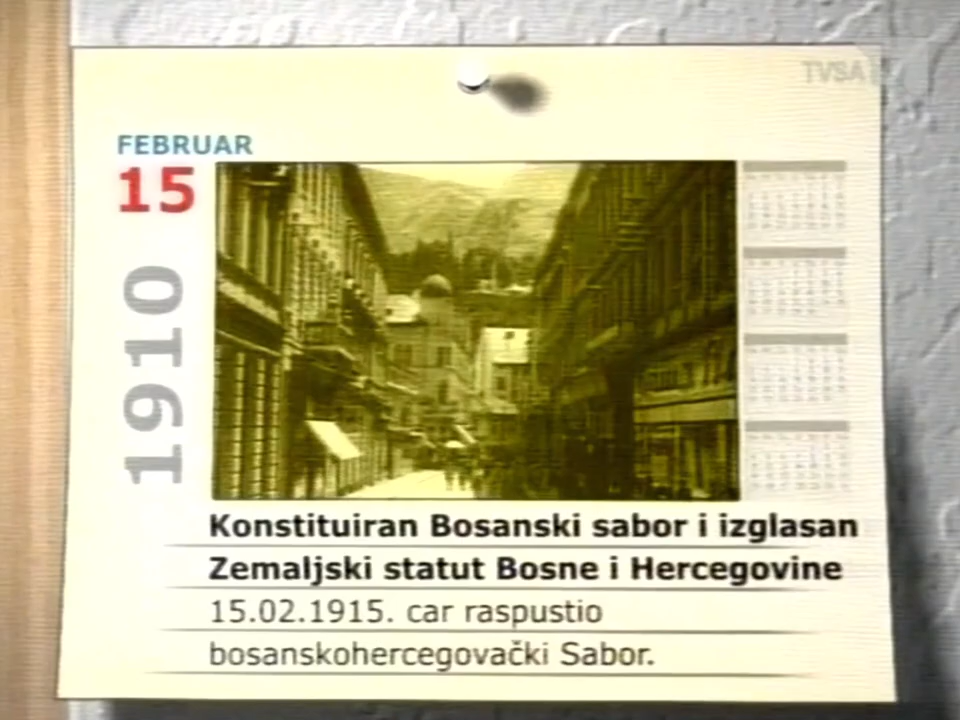 TVSA
FEBRUAR
15
1910
Konstituiran Bosanski sabor i izglasan
Zemaljski statut Bosne i Hercegovine
15.02.1915. car raspustio
bosanskohercegovački Sabor.